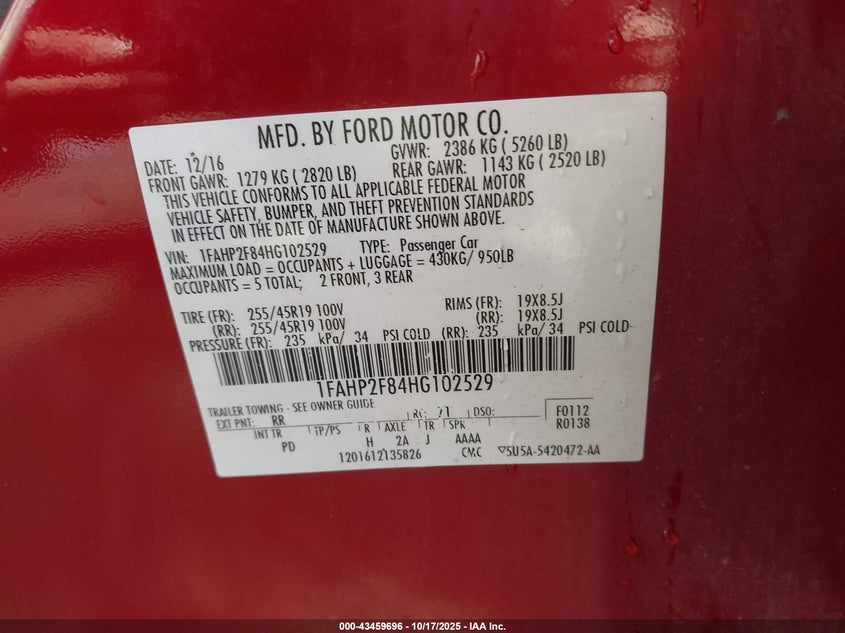 MFD. BY FORD MOTOR CO.
DATE: 12/16 GVWR: 2386 KG ( 5260 LB)
FRONT GAWR: 1279 KG ( 2820 LB) REAR GAWR: 1143 KG ( 2520 LB)
THIS VEHICLE CONFORMS TO ALL APPLICABLE FEDERAL MOTOR
VEHICLE SAFETY, BUMPER, AND THEFT PREVENTION STANDARDS
IN EFFECT ON THE DATE OF MANUFACTURE SHOWN ABOVE.
VIN: 1FAHP2F84HG102529 TYPE: Passenger Car
MAXIMUM LOAD = OCCUPANTS + LUGGAGE = 430KG/ 950LB
OCCUPANTS = 5 TOTAL; 2 FRONT, 3 REAR
TIRE (FR): 255/45R19 100V RIMS (FR): 19X8.5J
(RR): 255/45R19 100V (RR): 19X8.5J
PRESSURE (FR): 235 kPa/ 34 PSI COLD (RR): 235 kPa/ 34 PSI COLD
1FAHP2F84HG102529
TRAILER TOWING - SEE OWNER GUIDE
EXT PNT: RR RC: 71 DSO: F0112
INT TR TP/PS R AXLE TR SPK R0138
PD H 2A J AAAA
1201612135826 CMC ▽5U5A-5420472-AA
000-43459696 | 10/17/2025 - IAA Inc.